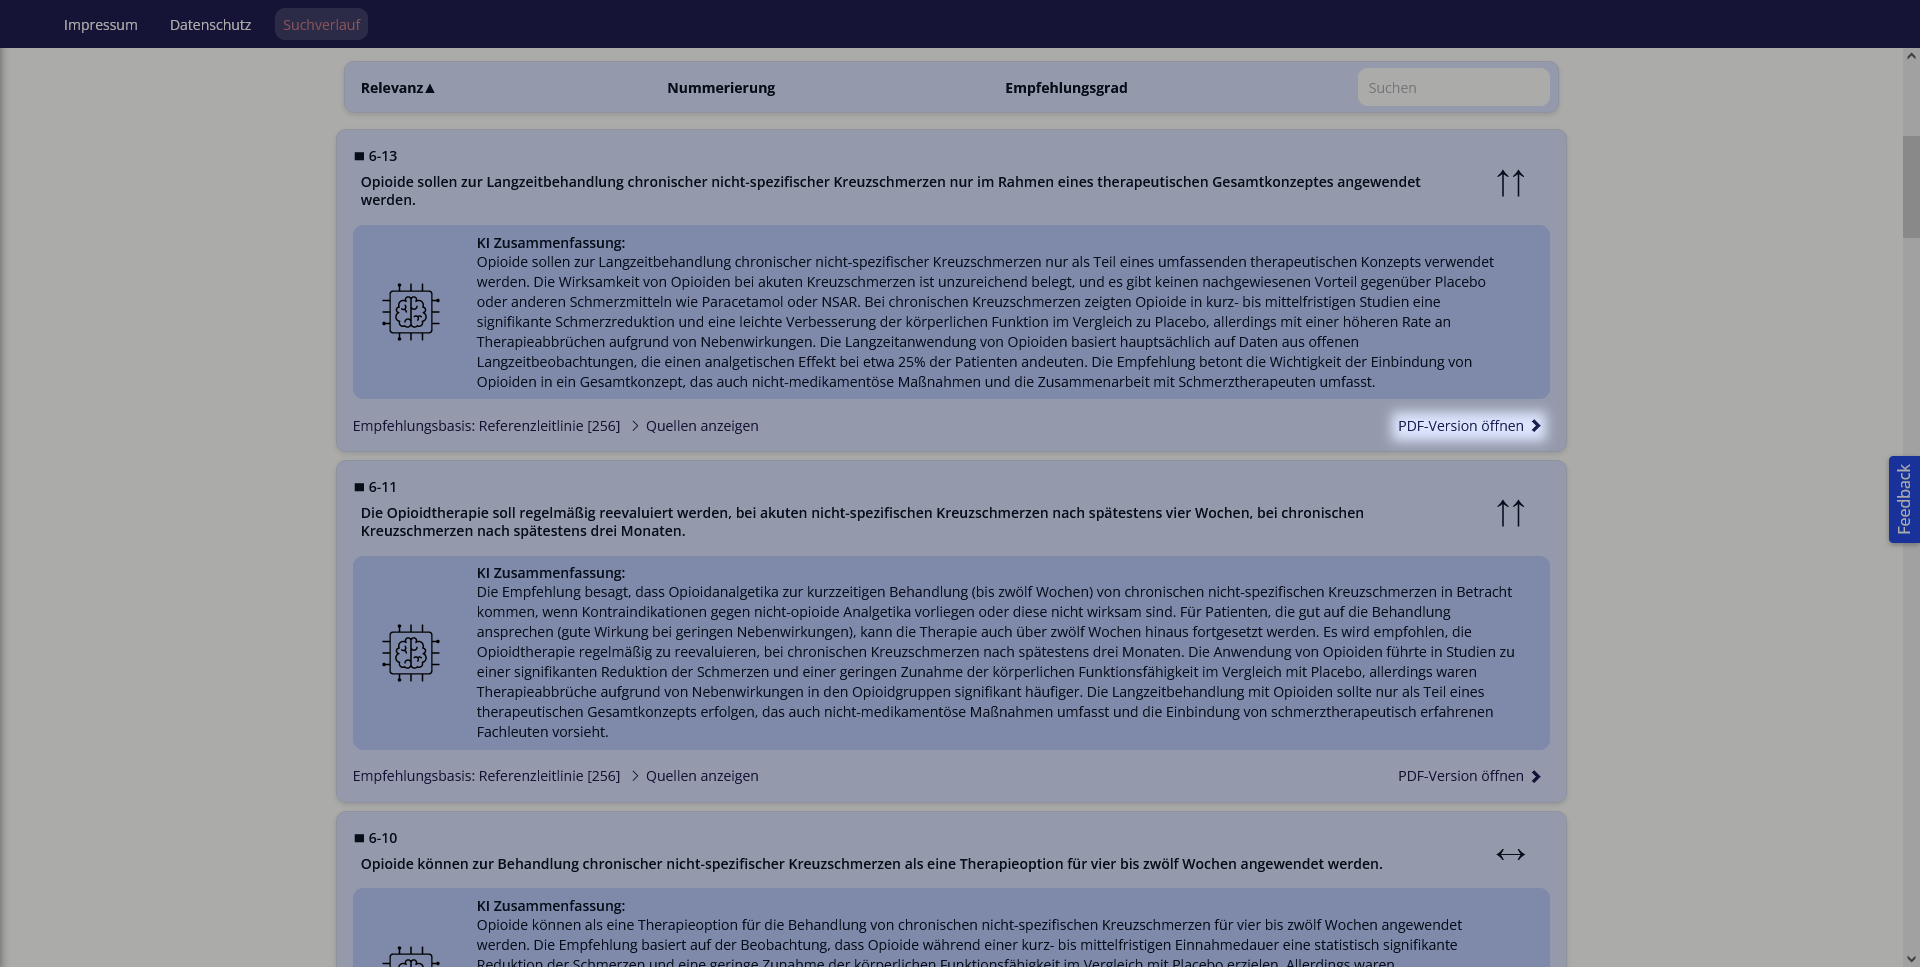 Impressum Datenschutz Suchverlauf
Relevanz▲ Nummerierung Empfehlungsgrad Suchen
6-13
Opioide sollen zur Langzeitbehandlung chronischer nicht-spezifischer Kreuzschmerzen nur im Rahmen eines therapeutischen Gesamtkonzeptes angewendet
werden.
KI Zusammenfassung:
Opioide sollen zur Langzeitbehandlung chronischer nicht-spezifischer Kreuzschmerzen nur als Teil eines umfassenden therapeutischen Konzepts verwendet
werden. Die Wirksamkeit von Opioiden bei akuten Kreuzschmerzen ist unzureichend belegt, und es gibt keinen nachgewiesenen Vorteil gegenüber Placebo
oder anderen Schmerzmitteln wie Paracetamol oder NSAR. Bei chronischen Kreuzschmerzen zeigten Opioide in kurz- bis mittelfristigen Studien eine
signifikante Schmerzreduktion und eine leichte Verbesserung der körperlichen Funktion im Vergleich zu Placebo, allerdings mit einer höheren Rate an
Therapieabbrüchen aufgrund von Nebenwirkungen. Die Langzeitanwendung von Opioiden basiert hauptsächlich auf Daten aus offenen
Langzeitbeobachtungen, die einen analgetischen Effekt bei etwa 25% der Patienten andeuten. Die Empfehlung betont die Wichtigkeit der Einbindung von
Opioiden in ein Gesamtkonzept, das auch nicht-medikamentöse Maßnahmen und die Zusammenarbeit mit Schmerztherapeuten umfasst.
Empfehlungsbasis: Referenzleitlinie [256] Quellen anzeigen PDF-Version öffnen
6-11
Die Opioidtherapie soll regelmäßig reevaluiert werden, bei akuten nicht-spezifischen Kreuzschmerzen nach spätestens vier Wochen, bei chronischen
Kreuzschmerzen nach spätestens drei Monaten.
KI Zusammenfassung:
Die Empfehlung besagt, dass Opioidanalgetika zur kurzzeitigen Behandlung (bis zwölf Wochen) von chronischen nicht-spezifischen Kreuzschmerzen in Betracht
kommen, wenn Kontraindikationen gegen nicht-opioide Analgetika vorliegen oder diese nicht wirksam sind. Für Patienten, die gut auf die Behandlung
ansprechen (gute Wirkung bei geringen Nebenwirkungen), kann die Therapie auch über zwölf Wochen hinaus fortgesetzt werden. Es wird empfohlen, die
Opioidtherapie regelmäßig zu reevaluieren, bei chronischen Kreuzschmerzen nach spätestens drei Monaten. Die Anwendung von Opioiden führte in Studien zu
einer signifikanten Reduktion der Schmerzen und einer geringen Zunahme der körperlichen Funktionsfähigkeit im Vergleich mit Placebo, allerdings waren
Therapieabbrüche aufgrund von Nebenwirkungen in den Opioidgruppen signifikant häufiger. Die Langzeitbehandlung mit Opioiden sollte nur als Teil eines
therapeutischen Gesamtkonzepts erfolgen, das auch nicht-medikamentöse Maßnahmen umfasst und die Einbindung von schmerztherapeutisch erfahrenen
Fachleuten vorsieht.
Empfehlungsbasis: Referenzleitlinie [256] Quellen anzeigen PDF-Version öffnen
6-10
Opioide können zur Behandlung chronischer nicht-spezifischer Kreuzschmerzen als eine Therapieoption für vier bis zwölf Wochen angewendet werden.
KI Zusammenfassung:
Opioide können als eine Therapieoption für die Behandlung von chronischen nicht-spezifischen Kreuzschmerzen für vier bis zwölf Wochen angewendet
werden. Die Empfehlung basiert auf der Beobachtung, dass Opioide während einer kurz- bis mittelfristigen Einnahmedauer eine statistisch signifikante
Reduktion der Schmerzen und eine geringe Zunahme der körperlichen Funktionsfähigkeit im Vergleich mit Placebo erzielen. Allerdings waren
Feedback